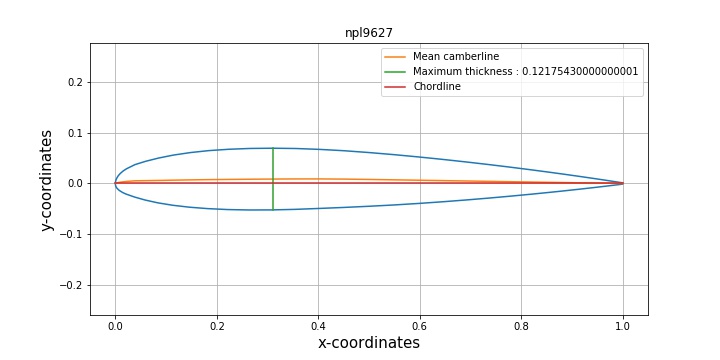 npl9627
Mean camberline
Maximum thickness : 0.12175430000000001
Chordline
0.2
0.1
0.0
−0.1
−0.2
y-coordinates
0.0 0.2 0.4 0.6 0.8 1.0
x-coordinates